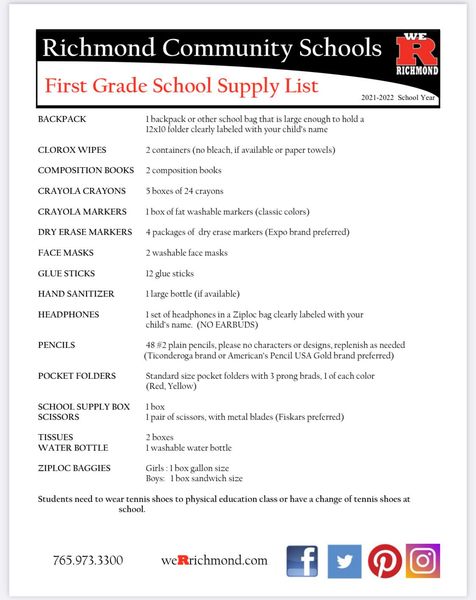 Richmond Community Schools
WE
R
RICHMOND
First Grade School Supply List
2021-2022 School Year
BACKPACK 1 backpack or other school bag that is large enough to hold a
12x10 folder clearly labeled with your child's name
CLOROX WIPES 2 containers (no bleach, if available or paper towels)
COMPOSITION BOOKS 2 composition books
CRAYOLA CRAYONS 5 boxes of 24 crayons
CRAYOLA MARKERS 1 box of fat washable markers (classic colors)
DRY ERASE MARKERS 4 packages of dry erase markers (Expo brand preferred)
FACE MASKS 2 washable face masks
GLUE STICKS 12 glue sticks
HAND SANITIZER 1 large bottle (if available)
HEADPHONES 1 set of headphones in a Ziploc bag clearly labeled with your
child's name. (NO EARBUDS)
PENCILS 48 #2 plain pencils, please no characters or designs, replenish as needed
(Ticonderoga brand or American's Pencil USA Gold brand preferred)
POCKET FOLDERS Standard size pocket folders with 3 prong brads, 1 of each color
(Red, Yellow)
SCHOOL SUPPLY BOX 1 box
SCISSORS 1 pair of scissors, with metal blades (Fiskars preferred)
TISSUES 2 boxes
WATER BOTTLE 1 washable water bottle
ZIPLOC BAGGIES Girls : 1 box gallon size
Boys: 1 box sandwich size
Students need to wear tennis shoes to physical education class or have a change of tennis shoes at
school.
765.973.3300 weRrichmond.com